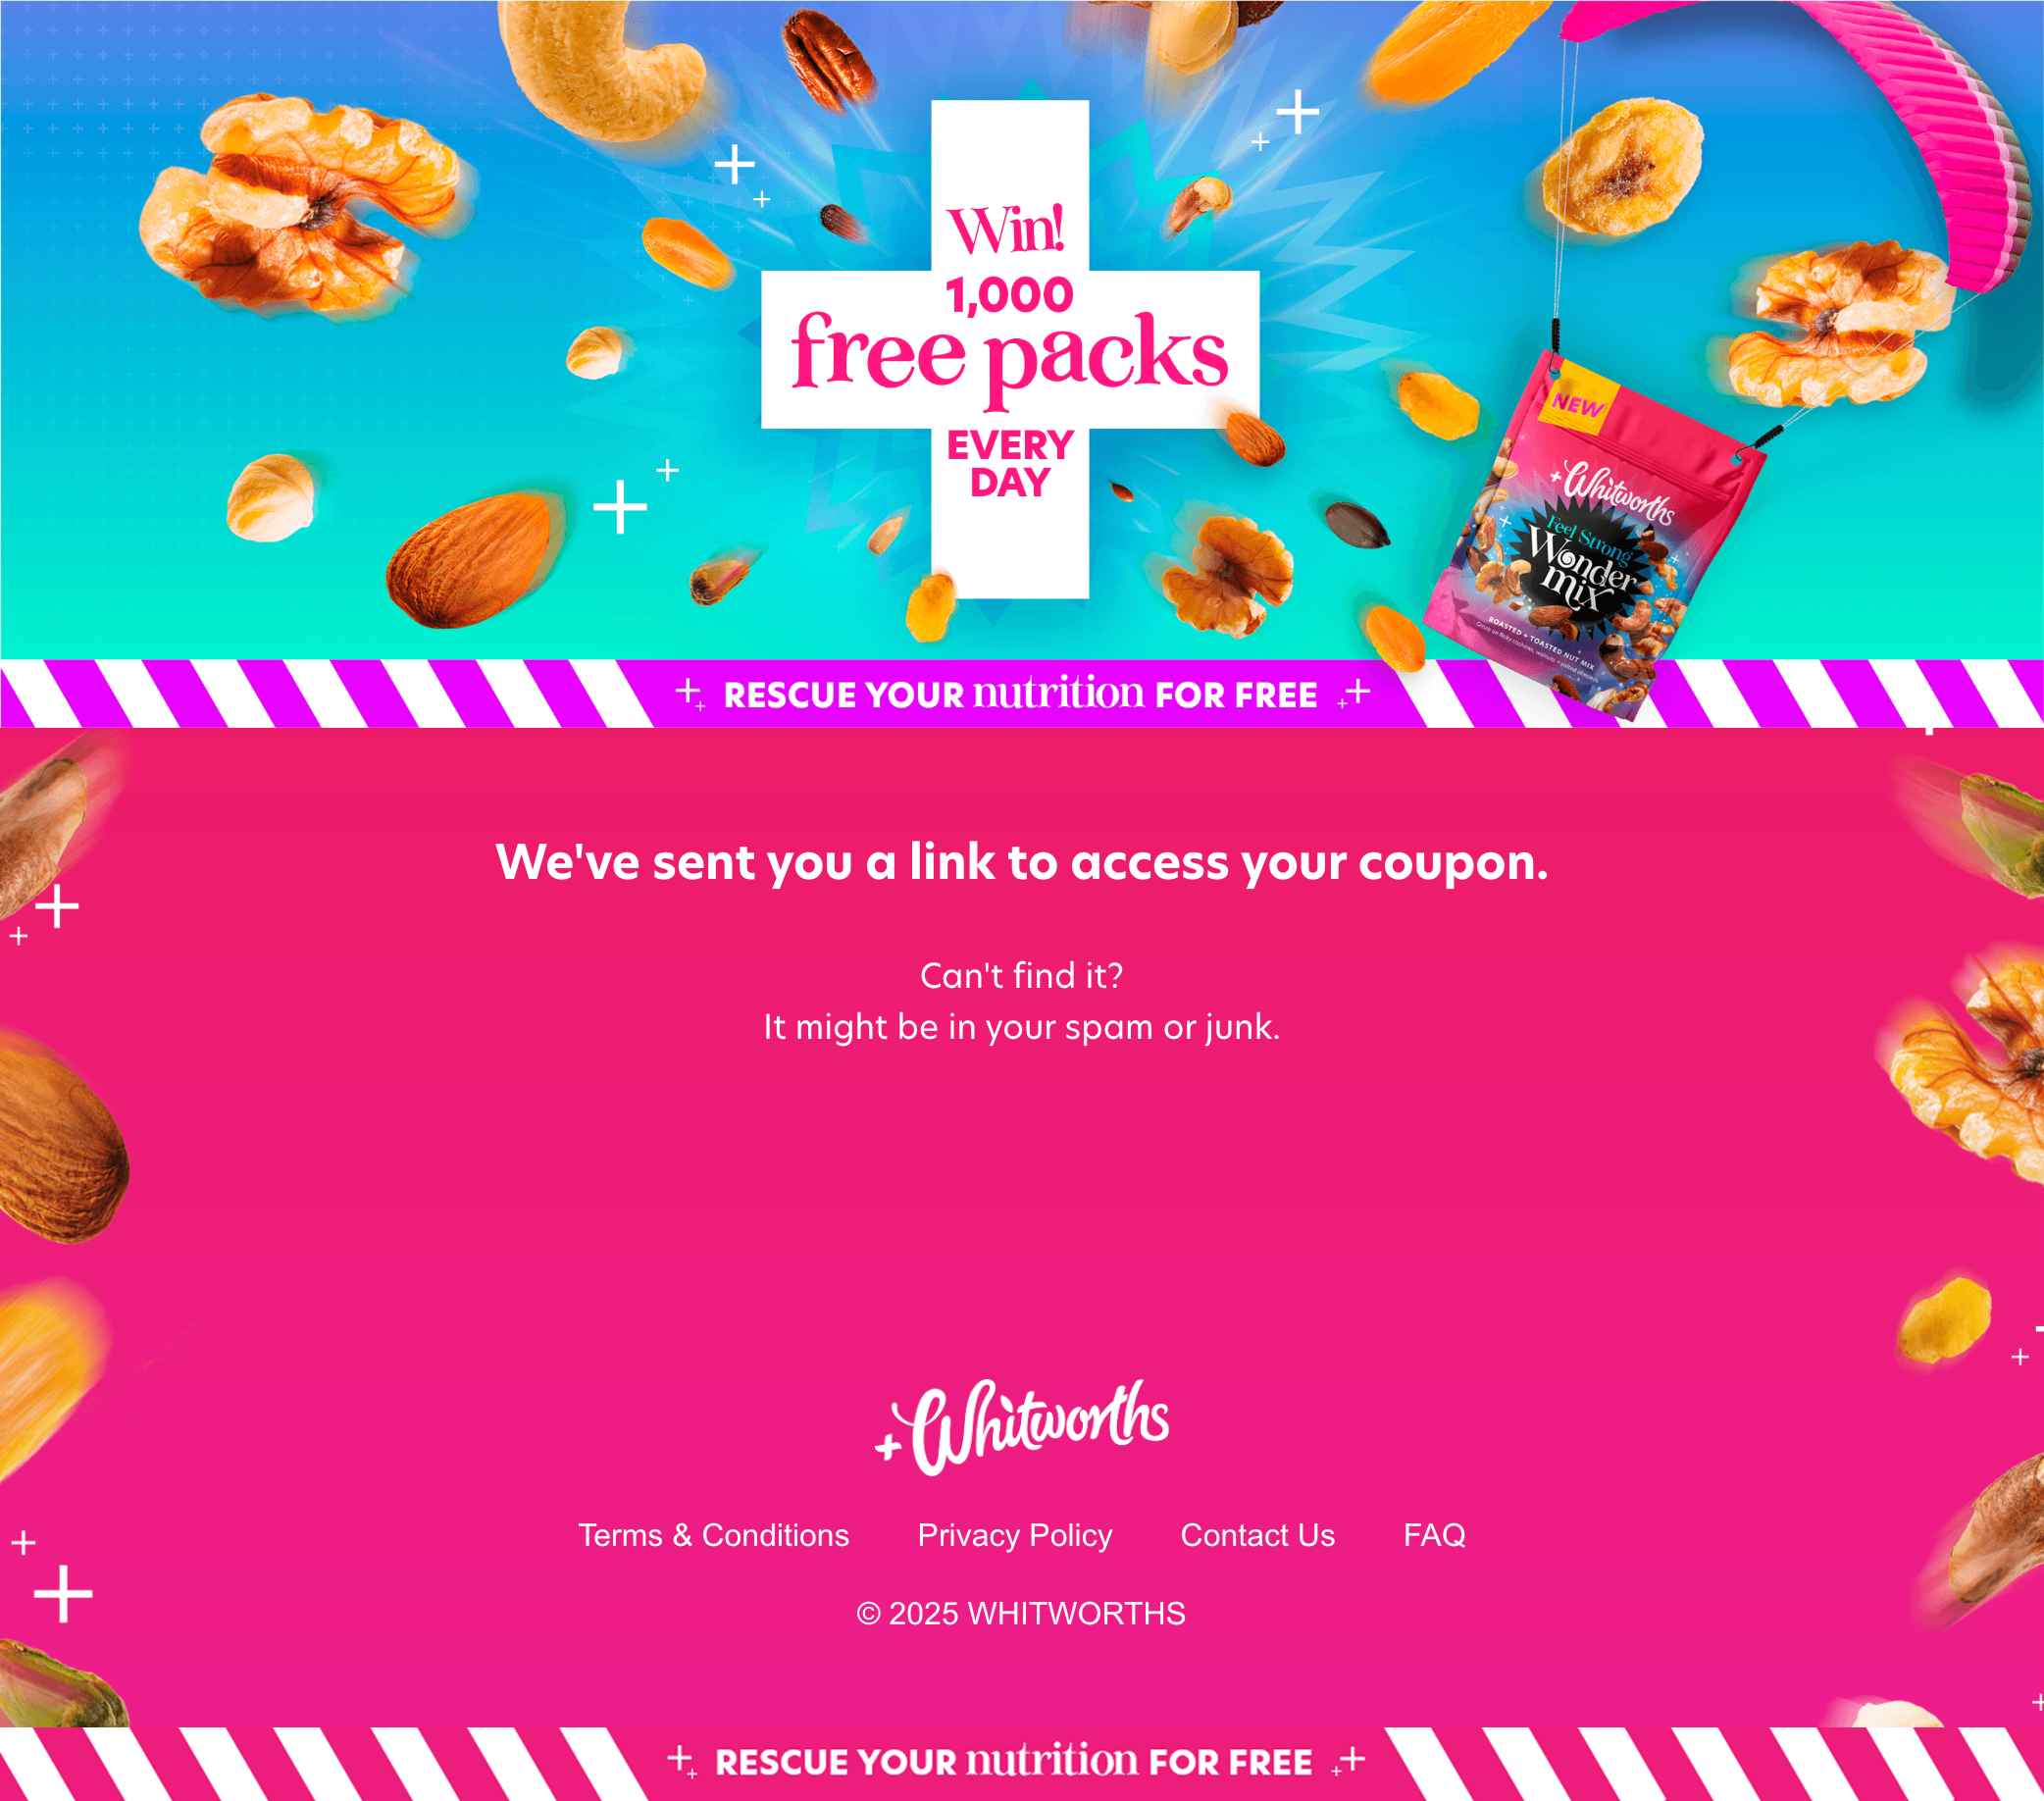 Win!
1,000
free packs
EVERY
DAY
NEW
Whitworths
Feel Strong
Wonder
mix
ROASTED + TOASTED NUT MIX
RESCUE YOUR nutrition FOR FREE
We've sent you a link to access your coupon.
Can't find it?
It might be in your spam or junk.
Whitworths
Terms & Conditions Privacy Policy Contact Us FAQ
© 2025 WHITWORTHS
RESCUE YOUR nutrition FOR FREE